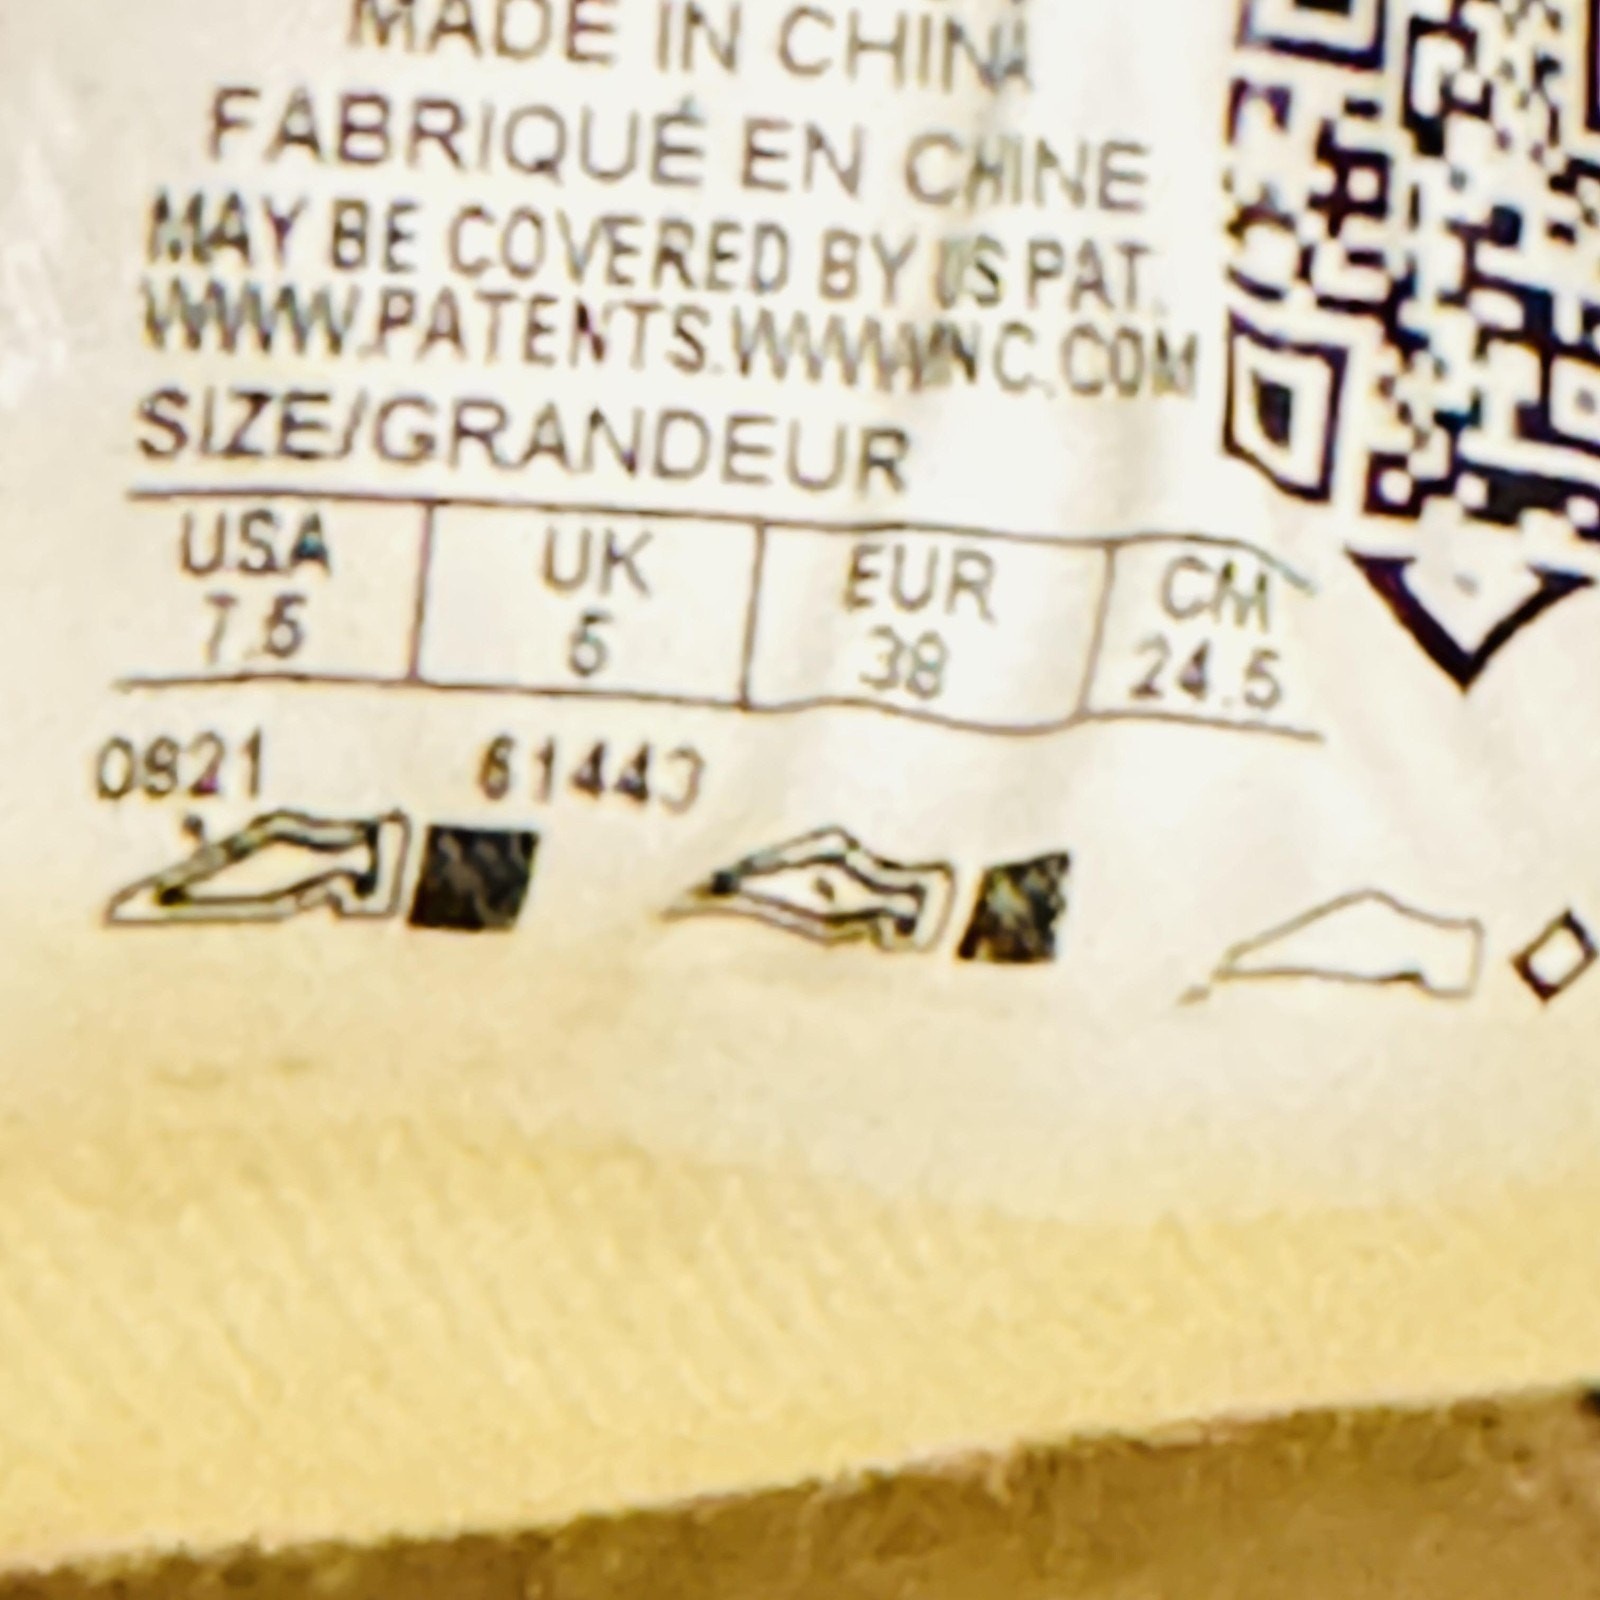 MADE IN CHINA
FABRIQUÉ EN CHINE
MAY BE COVERED BY US PAT.
WWW.PATENTS.WWWINC.COM
SIZE/GRANDEUR
USA UK EUR CM
7.5 5 38 24.5
0921 61443